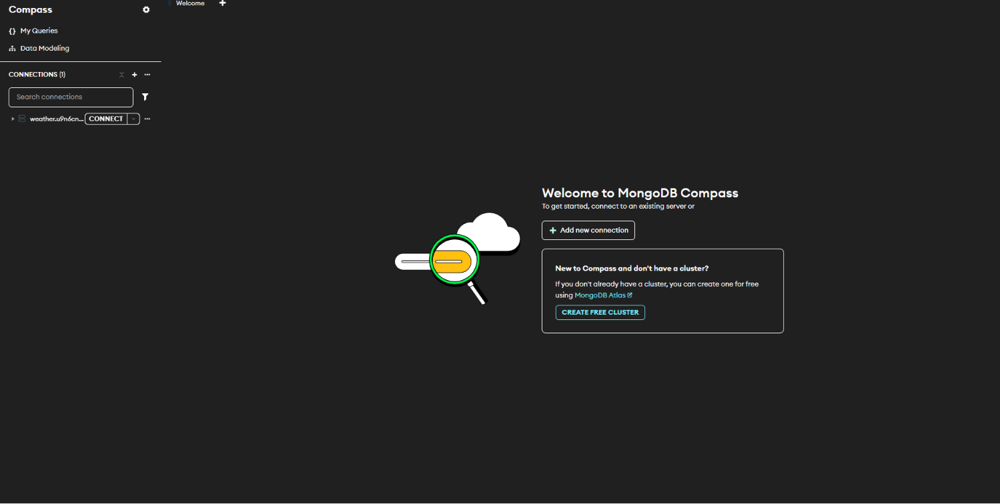 Compass
Welcome
My Queries
Data Modeling
CONNECTIONS (1)
Search connections
weather.u9n6cn... CONNECT
Welcome to MongoDB Compass
To get started, connect to an existing server or
Add new connection
New to Compass and don't have a cluster?
If you don't already have a cluster, you can create one for free
using MongoDB Atlas
CREATE FREE CLUSTER